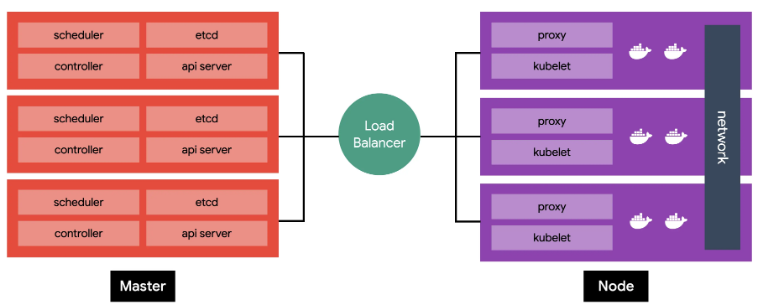 scheduler
etcd
controller
api server
scheduler
etcd
controller
api server
scheduler
etcd
controller
api server
Master
Load
Balancer
proxy
kubelet
proxy
kubelet
proxy
kubelet
network
Node